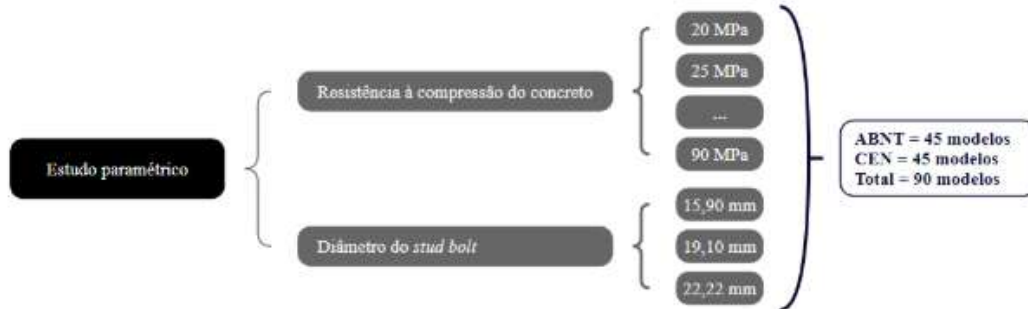 Estudo paramétrico
Resistência à compressão do concreto
20 MPa
25 MPa
...
90 MPa
Diâmetro do stud bolt
15,90 mm
19,10 mm
22,22 mm
ABNT = 45 modelos
CEN = 45 modelos
Total = 90 modelos